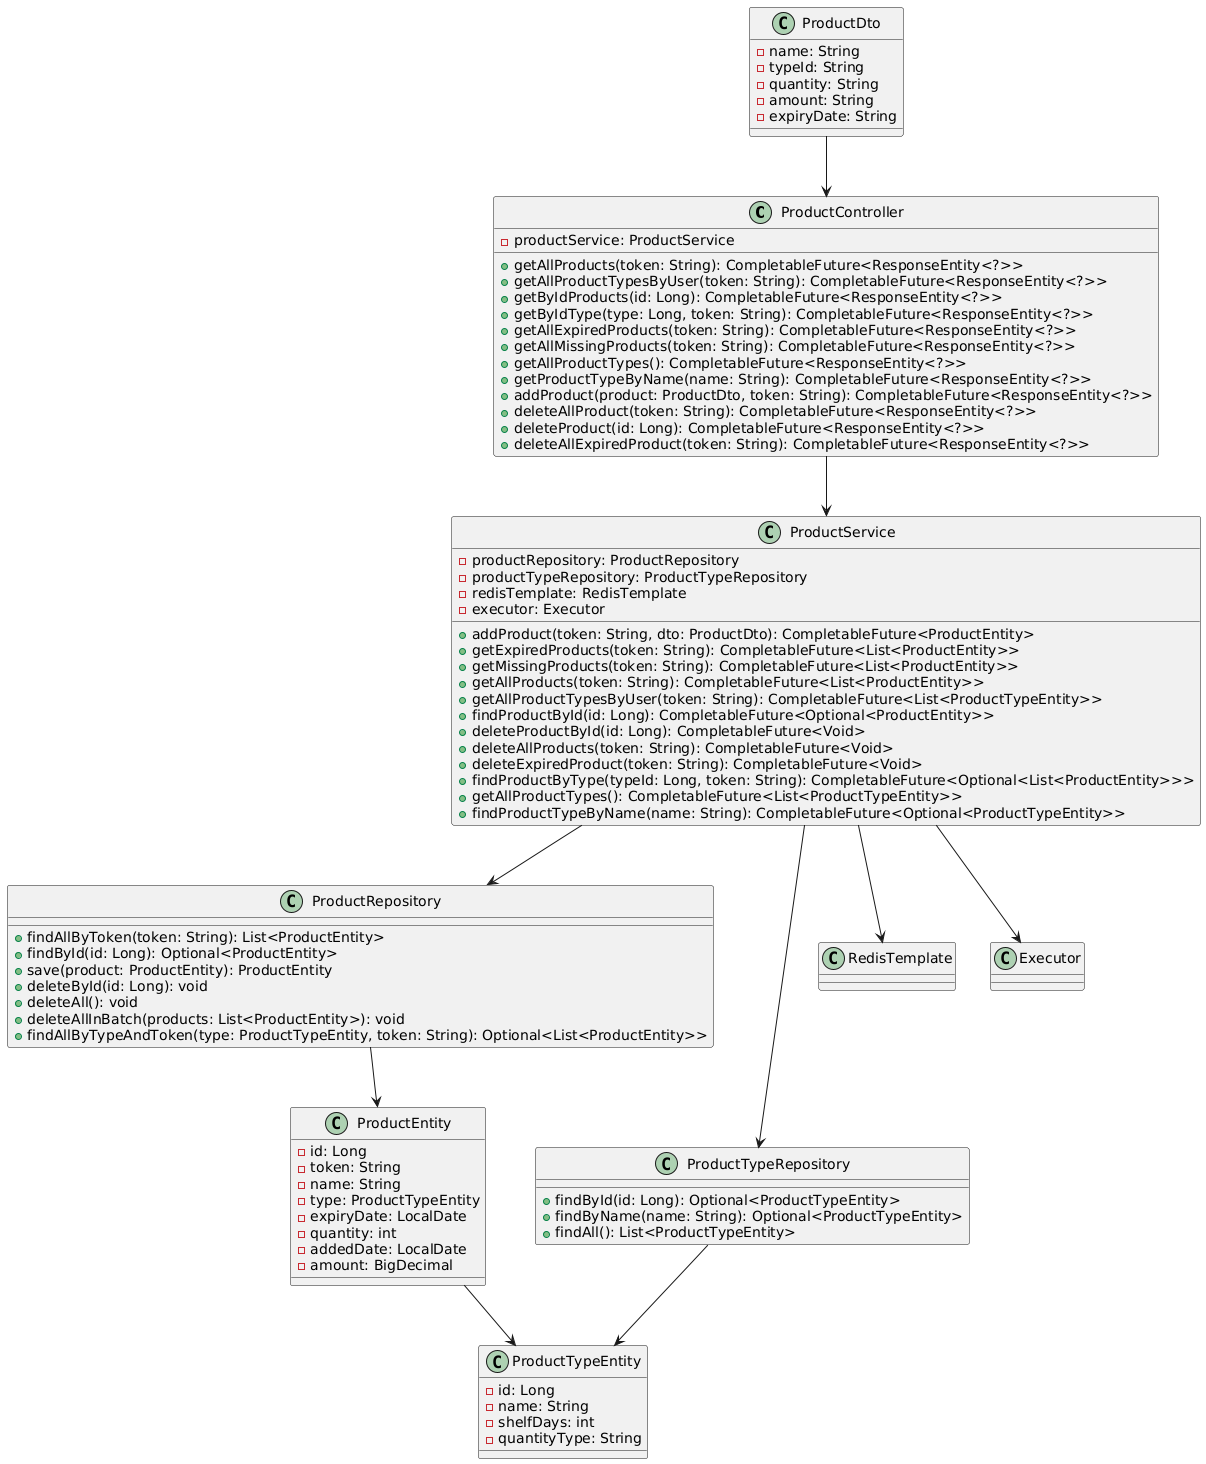 C ProductDto
name: String
typeId: String
quantity: String
amount: String
expiryDate: String
C ProductController
productService: ProductService
getAllProducts(token: String): CompletableFuture<ResponseEntity<?>>
getAllProductTypesByUser(token: String): CompletableFuture<ResponseEntity<?>>
getByIdProducts(id: Long): CompletableFuture<ResponseEntity<?>>
getByIdType(type: Long, token: String): CompletableFuture<ResponseEntity<?>>
getAllExpiredProducts(token: String): CompletableFuture<ResponseEntity<?>>
getAllMissingProducts(token: String): CompletableFuture<ResponseEntity<?>>
getAllProductTypes(): CompletableFuture<ResponseEntity<?>>
getProductTypeByName(name: String): CompletableFuture<ResponseEntity<?>>
addProduct(product: ProductDto, token: String): CompletableFuture<ResponseEntity<?>>
deleteAllProduct(token: String): CompletableFuture<ResponseEntity<?>>
deleteProduct(id: Long): CompletableFuture<ResponseEntity<?>>
deleteAllExpiredProduct(token: String): CompletableFuture<ResponseEntity<?>>
C ProductService
productRepository: ProductRepository
productTypeRepository: ProductTypeRepository
redisTemplate: RedisTemplate
executor: Executor
addProduct(token: String, dto: ProductDto): CompletableFuture<ProductEntity>
getExpiredProducts(token: String): CompletableFuture<List<ProductEntity>>
getMissingProducts(token: String): CompletableFuture<List<ProductEntity>>
getAllProducts(token: String): CompletableFuture<List<ProductEntity>>
getAllProductTypesByUser(token: String): CompletableFuture<List<ProductTypeEntity>>
findProductById(id: Long): CompletableFuture<Optional<ProductEntity>>
deleteProductById(id: Long): CompletableFuture<Void>
deleteAllProducts(token: String): CompletableFuture<Void>
deleteExpiredProduct(token: String): CompletableFuture<Void>
findProductByType(typeId: Long, token: String): CompletableFuture<Optional<List<ProductEntity>>>
getAllProductTypes(): CompletableFuture<List<ProductTypeEntity>>
findProductTypeByName(name: String): CompletableFuture<Optional<ProductTypeEntity>>
C ProductRepository
findAllByToken(token: String): List<ProductEntity>
findById(id: Long): Optional<ProductEntity>
save(product: ProductEntity): ProductEntity
deleteById(id: Long): void
deleteAll(): void
deleteAllInBatch(products: List<ProductEntity>): void
findAllByTypeAndToken(type: ProductTypeEntity, token: String): Optional<List<ProductEntity>>
C RedisTemplate
C Executor
C ProductEntity
id: Long
token: String
name: String
type: ProductTypeEntity
expiryDate: LocalDate
quantity: int
addedDate: LocalDate
amount: BigDecimal
C ProductTypeRepository
findById(id: Long): Optional<ProductTypeEntity>
findByName(name: String): Optional<ProductTypeEntity>
findAll(): List<ProductTypeEntity>
C ProductTypeEntity
id: Long
name: String
shelfDays: int
quantityType: String